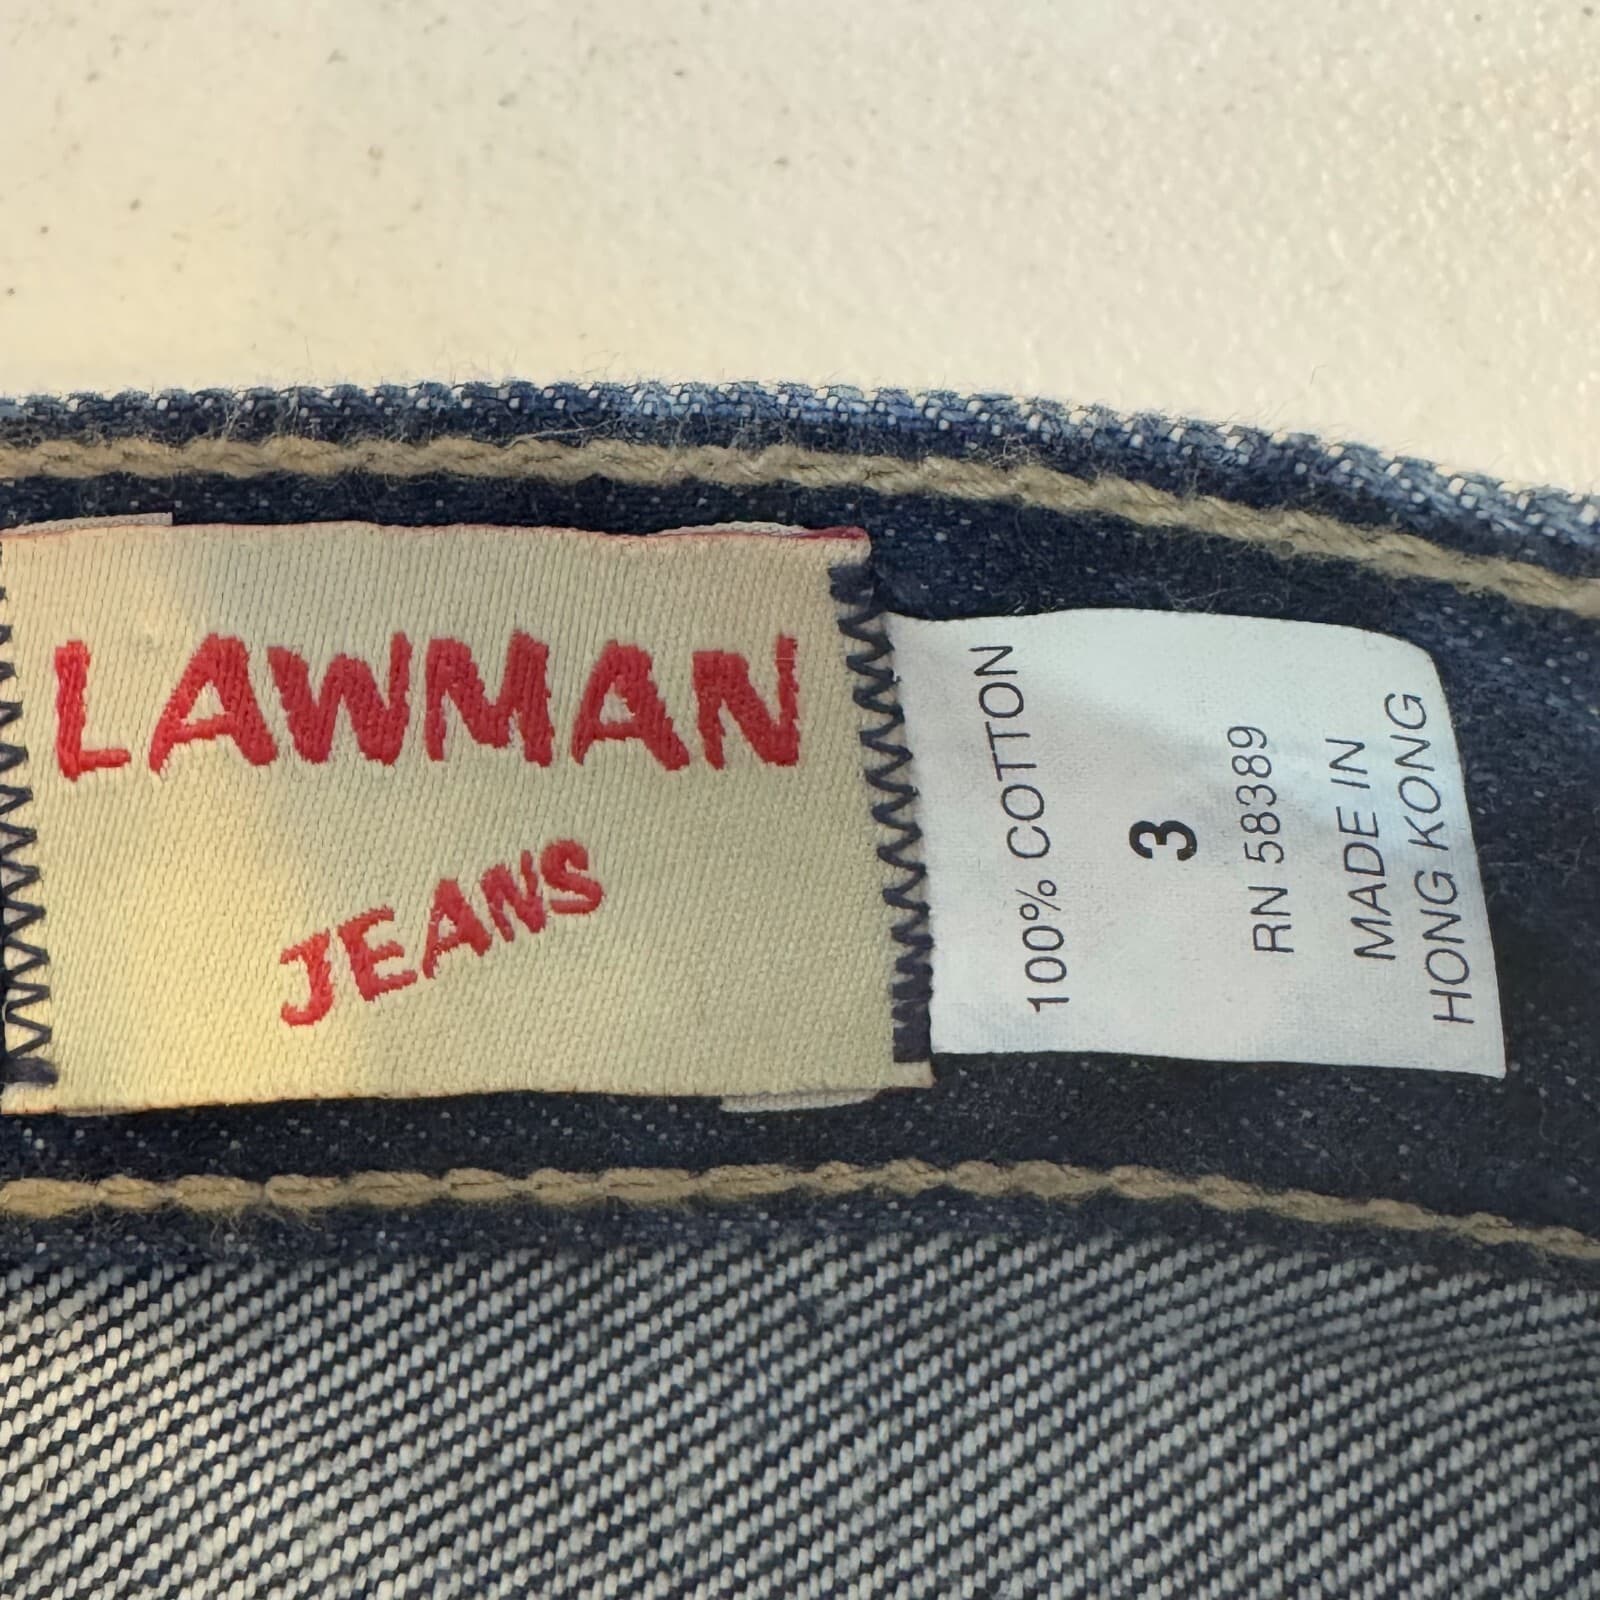 LAWMAN
JEANS
100% COTTON
3
RN 58389
MADE IN
HONG KONG